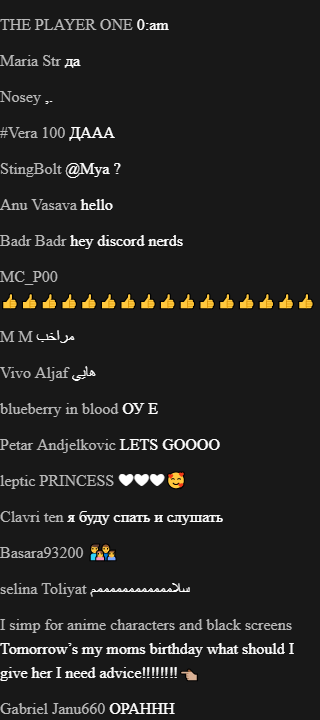 THE PLAYER ONE 0:am
Maria Str да
Nosey ,.
#Vera 100 ДААА
StingBolt @Mya ?
Anu Vasava hello
Badr Badr hey discord nerds
MC_P00
👍👍👍👍👍👍👍👍👍👍👍👍👍👍👍👍
M M مراخب
Vivo Aljaf هايي
blueberry in blood ОУ Е
Petar Andjelkovic LETS GOOOO
leptic PRINCESS 🤍🤍🤍🥰
Clavri ten я буду спать и слушать
Basara93200 👩‍❤️‍👨👩‍❤️‍👨
selina Toliyat سلامممممممممممم
I simp for anime characters and black screens
Tomorrow’s my moms birthday what should I
give her I need advice!!!!!!!! 👈🏽
Gabriel Janu660 ОРАННН